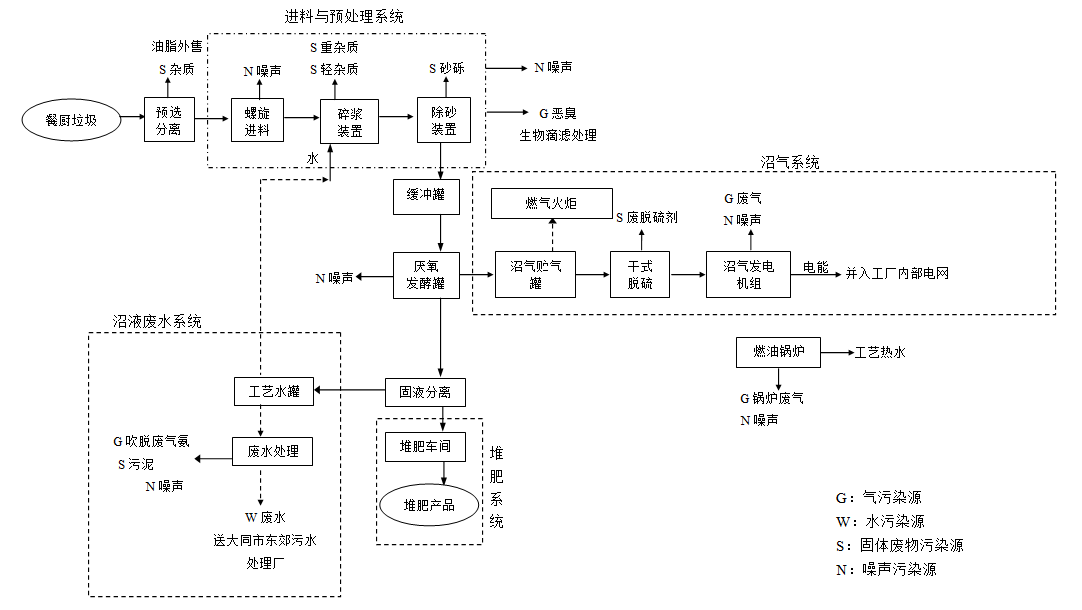 进料与预处理系统
油脂外售
S 杂质
N 噪声
S 重杂质
S 轻杂质
S 砂砾
N 噪声
餐厨垃圾
预选
分离
螺旋
进料
碎浆
装置
除砂
装置
G 恶臭
生物滴滤处理
水
沼气系统
缓冲罐
燃气火炬
S 废脱硫剂
G 废气
N 噪声
N 噪声
厌氧
发酵罐
沼气贮气
罐
干式
脱硫
沼气发电
机组
电能
并入工厂内部电网
沼液废水系统
燃油锅炉
工艺热水
G 锅炉废气
N 噪声
工艺水罐
固液分离
G 吹脱废气氨
S 污泥
N 噪声
废水处理
堆肥车间
堆肥系统
堆肥产品
W 废水
送大同市东郊污水
处理厂
G：气污染源
W：水污染源
S：固体废物污染源
N：噪声污染源